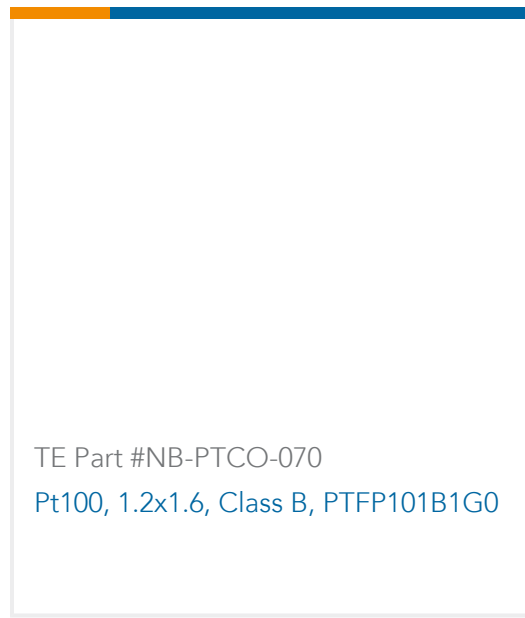 TE Part #NB-PTCO-070
Pt100, 1.2x1.6, Class B, PTFP101B1G0